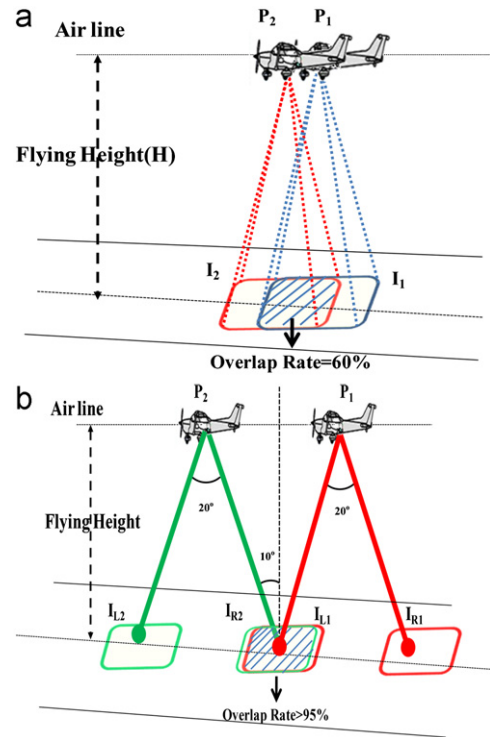 a
P2 P1
Air line
Flying Height(H)
I2 I1
Overlap Rate=60%
b
P2 P1
Air line
20° 20°
Flying Height
10°
IL2 IR2 IL1 IR1
Overlap Rate>95%